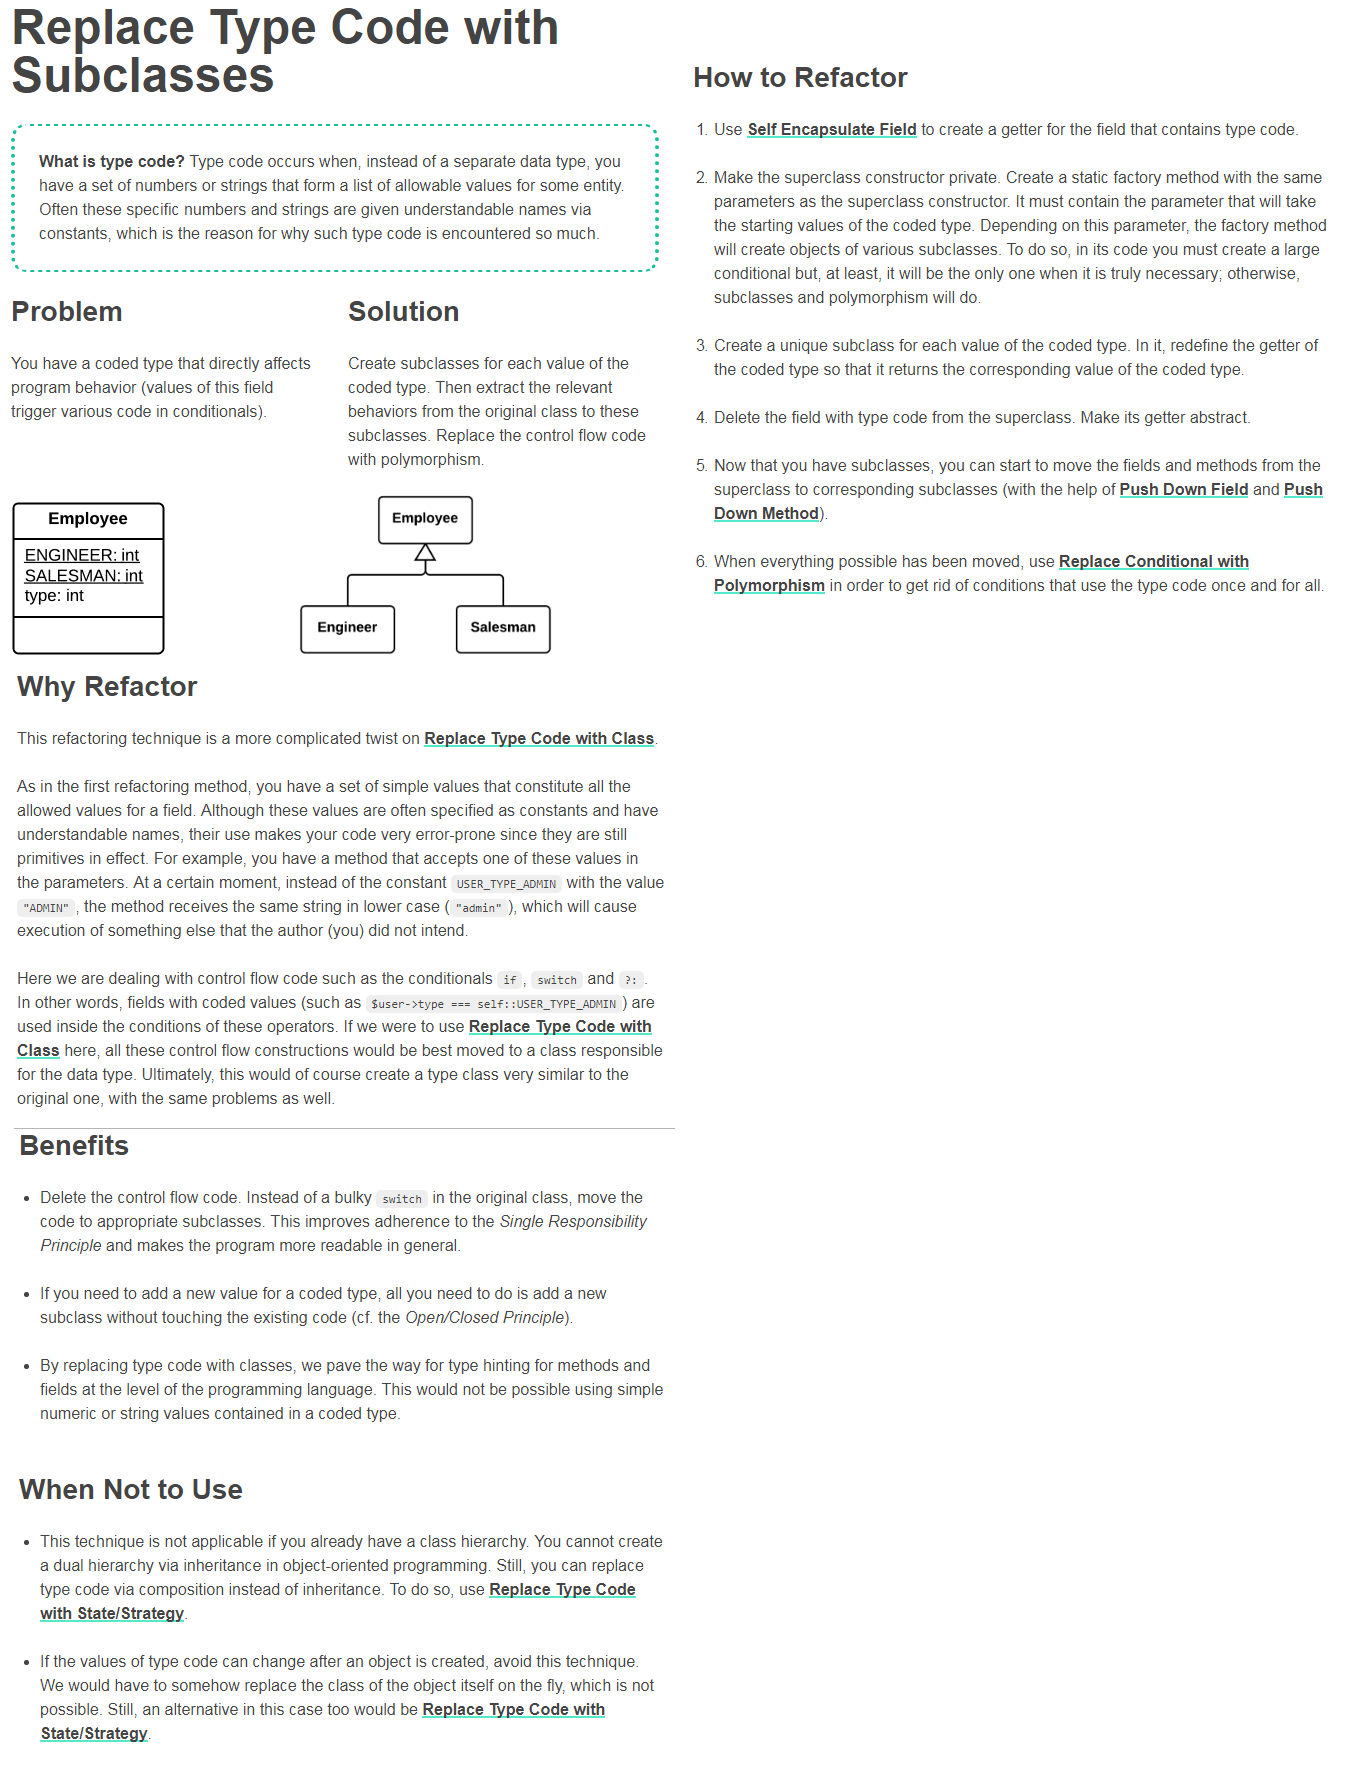 Replace Type Code with
Subclasses
What is type code? Type code occurs when, instead of a separate data type, you
have a set of numbers or strings that form a list of allowable values for some entity.
Often these specific numbers and strings are given understandable names via
constants, which is the reason for why such type code is encountered so much.
Problem
You have a coded type that directly affects
program behavior (values of this field
trigger various code in conditionals).
Solution
Create subclasses for each value of the
coded type. Then extract the relevant
behaviors from the original class to these
subclasses. Replace the control flow code
with polymorphism.
Employee
ENGINEER: int
SALESMAN: int
type: int
Employee
Engineer
Salesman
Why Refactor
This refactoring technique is a more complicated twist on Replace Type Code with Class.
As in the first refactoring method, you have a set of simple values that constitute all the
allowed values for a field. Although these values are often specified as constants and have
understandable names, their use makes your code very error-prone since they are still
primitives in effect. For example, you have a method that accepts one of these values in
the parameters. At a certain moment, instead of the constant USER_TYPE_ADMIN with the value
"ADMIN" , the method receives the same string in lower case ( "admin" ), which will cause
execution of something else that the author (you) did not intend.
Here we are dealing with control flow code such as the conditionals if , switch and ?: .
In other words, fields with coded values (such as $user->type === self::USER_TYPE_ADMIN ) are
used inside the conditions of these operators. If we were to use Replace Type Code with
Class here, all these control flow constructions would be best moved to a class responsible
for the data type. Ultimately, this would of course create a type class very similar to the
original one, with the same problems as well.
Benefits
• Delete the control flow code. Instead of a bulky switch in the original class, move the
code to appropriate subclasses. This improves adherence to the Single Responsibility
Principle and makes the program more readable in general.
• If you need to add a new value for a coded type, all you need to do is add a new
subclass without touching the existing code (cf. the Open/Closed Principle).
• By replacing type code with classes, we pave the way for type hinting for methods and
fields at the level of the programming language. This would not be possible using simple
numeric or string values contained in a coded type.
When Not to Use
• This technique is not applicable if you already have a class hierarchy. You cannot create
a dual hierarchy via inheritance in object-oriented programming. Still, you can replace
type code via composition instead of inheritance. To do so, use Replace Type Code
with State/Strategy.
• If the values of type code can change after an object is created, avoid this technique.
We would have to somehow replace the class of the object itself on the fly, which is not
possible. Still, an alternative in this case too would be Replace Type Code with
State/Strategy.
How to Refactor
1. Use Self Encapsulate Field to create a getter for the field that contains type code.
2. Make the superclass constructor private. Create a static factory method with the same
parameters as the superclass constructor. It must contain the parameter that will take
the starting values of the coded type. Depending on this parameter, the factory method
will create objects of various subclasses. To do so, in its code you must create a large
conditional but, at least, it will be the only one when it is truly necessary; otherwise,
subclasses and polymorphism will do.
3. Create a unique subclass for each value of the coded type. In it, redefine the getter of
the coded type so that it returns the corresponding value of the coded type.
4. Delete the field with type code from the superclass. Make its getter abstract.
5. Now that you have subclasses, you can start to move the fields and methods from the
superclass to corresponding subclasses (with the help of Push Down Field and Push
Down Method).
6. When everything possible has been moved, use Replace Conditional with
Polymorphism in order to get rid of conditions that use the type code once and for all.